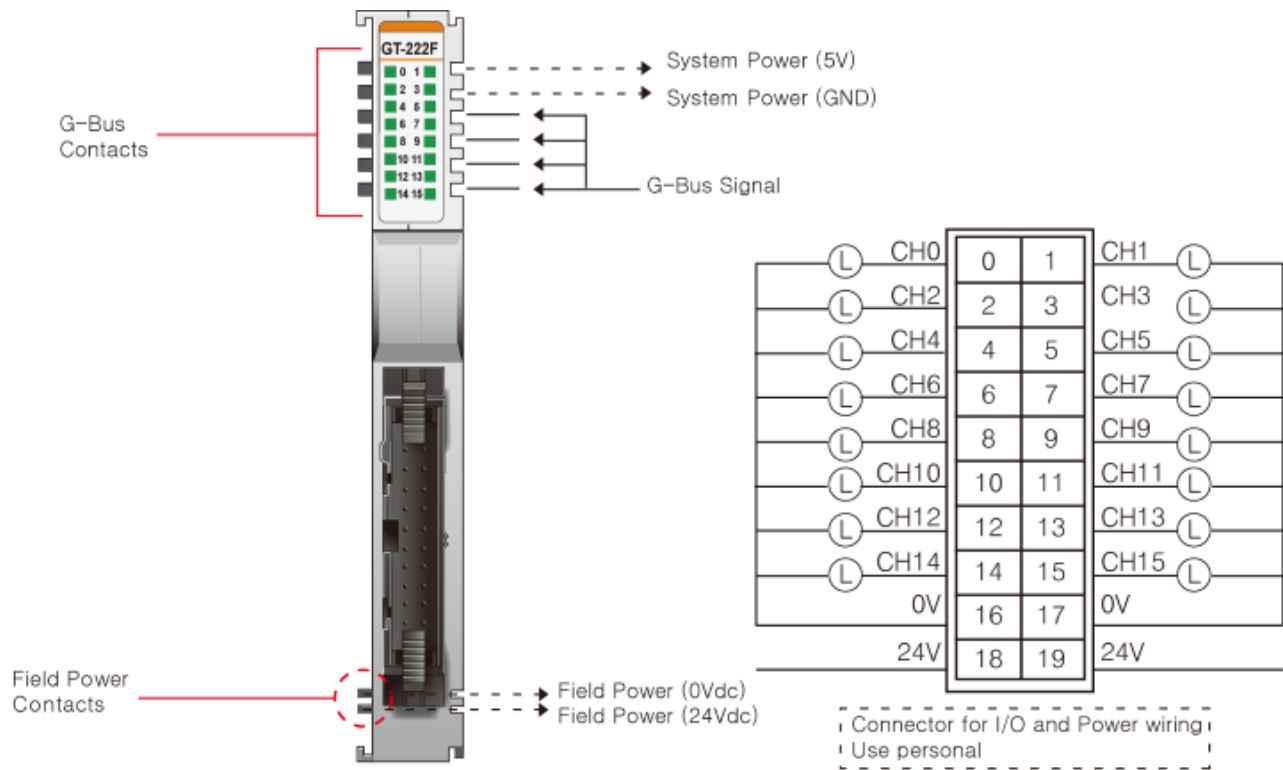 GT-222F
0 1
2 3
4 5
6 7
8 9
10 11
12 13
14 15
G-Bus
Contacts
System Power (5V)
System Power (GND)
G-Bus Signal
Field Power
Contacts
Field Power (0Vdc)
Field Power (24Vdc)
L CH0 0 1 CH1 L
L CH2 2 3 CH3 L
L CH4 4 5 CH5 L
L CH6 6 7 CH7 L
L CH8 8 9 CH9 L
L CH10 10 11 CH11 L
L CH12 12 13 CH13 L
L CH14 14 15 CH15 L
0V 16 17 0V
24V 18 19 24V
Connector for I/O and Power wiring
Use personal